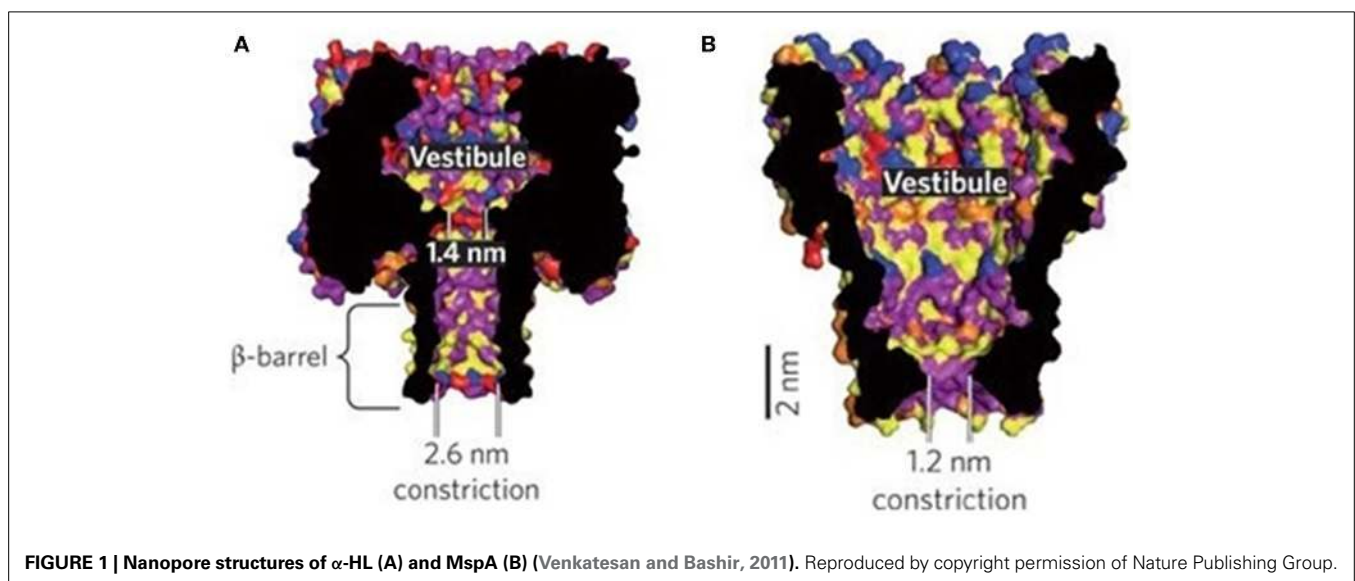 A
B
Vestibule
Vestibule
1.4 nm
β-barrel
2 nm
2.6 nm
constriction
1.2 nm
constriction
FIGURE 1 | Nanopore structures of α-HL (A) and MspA (B) (Venkatesan and Bashir, 2011). Reproduced by copyright permission of Nature Publishing Group.